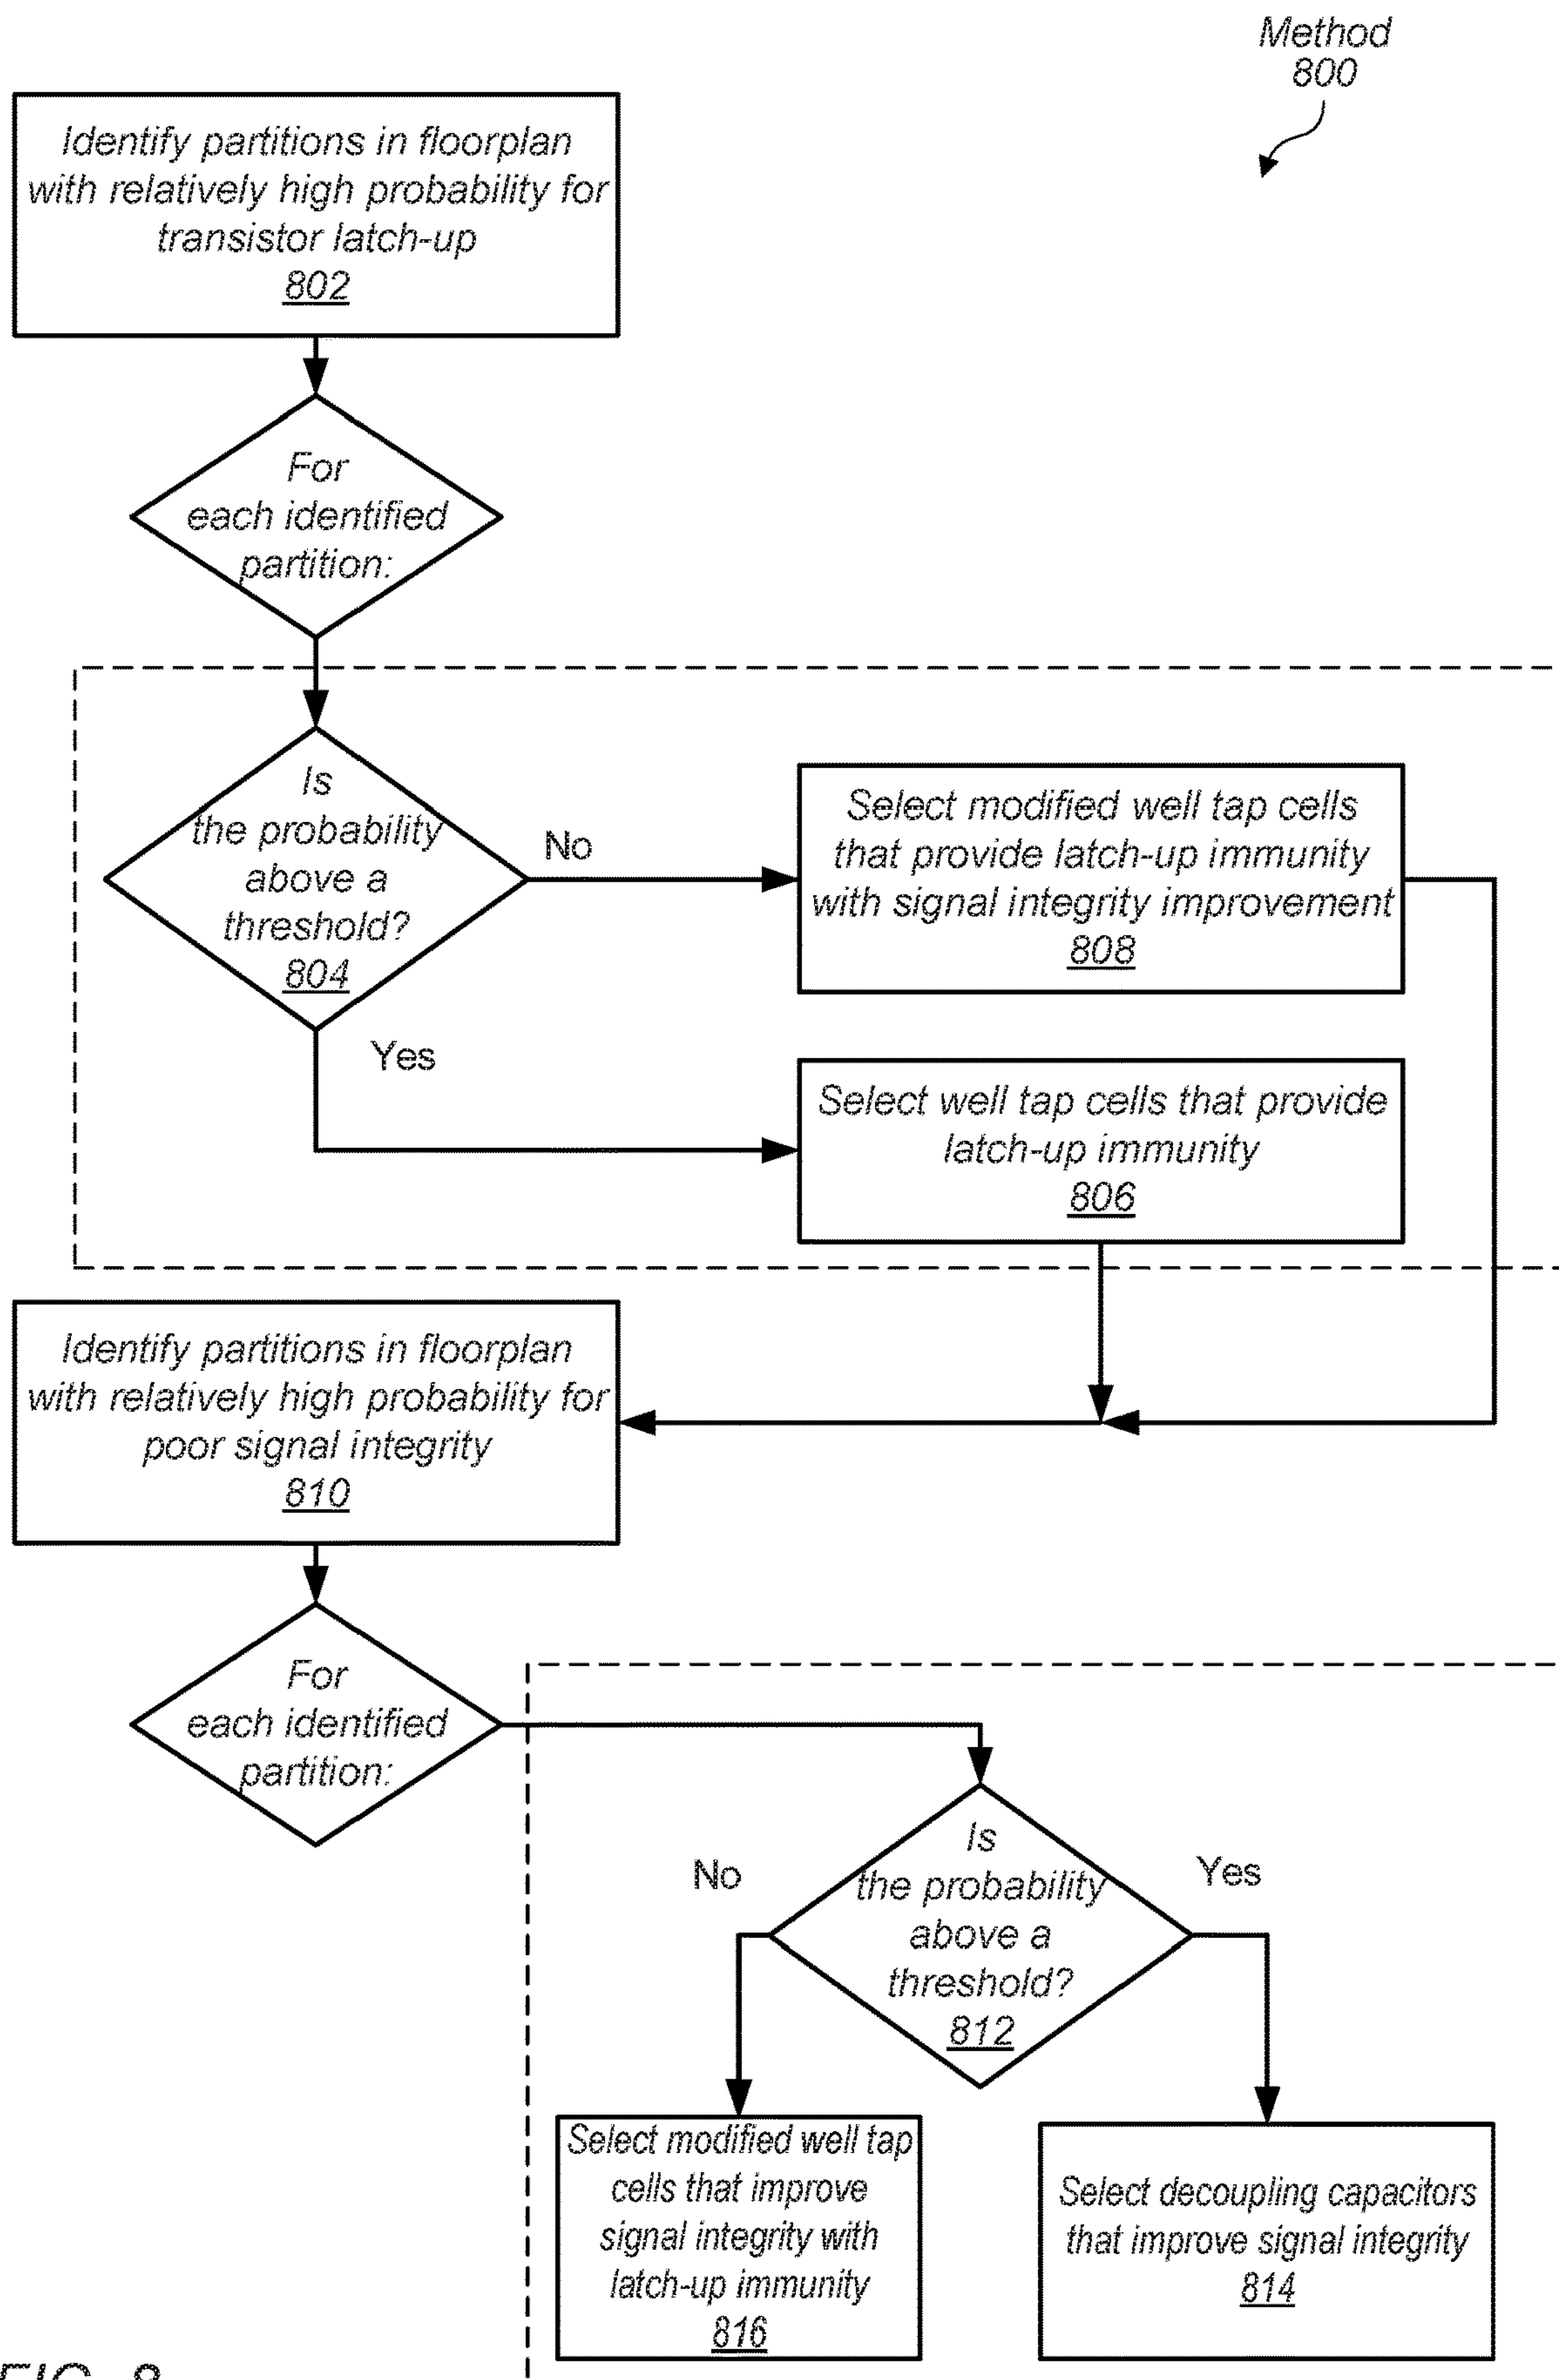 Method
800
Identify partitions in floorplan
with relatively high probability for
transistor latch-up
802
For
each identified
partition:
Is
the probability
above a
threshold?
804
No
Yes
Select modified well tap cells
that provide latch-up immunity
with signal integrity improvement
808
Select well tap cells that provide
latch-up immunity
806
Identify partitions in floorplan
with relatively high probability for
poor signal integrity
810
For
each identified
partition:
Is
the probability
above a
threshold?
812
No
Yes
Select modified well tap
cells that improve
signal integrity with
latch-up immunity
816
Select decoupling capacitors
that improve signal integrity
814
FIG. 8